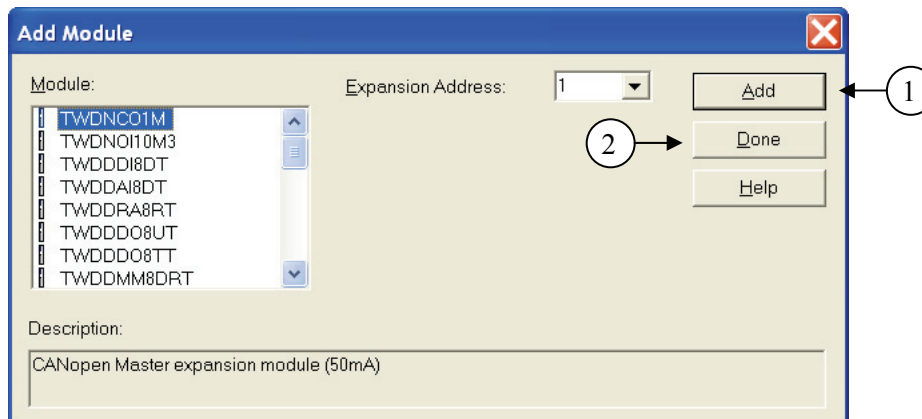 Add Module
Module:
Expansion Address:
1
Add
1
TWDNCO1M
TWDNOI10M3
TWDDDI8DT
TWDDAI8DT
TWDDRA8RT
TWDDDO8UT
TWDDDO8TT
TWDDMM8DRT
2
Done
Help
Description:
CANopen Master expansion module (50mA)